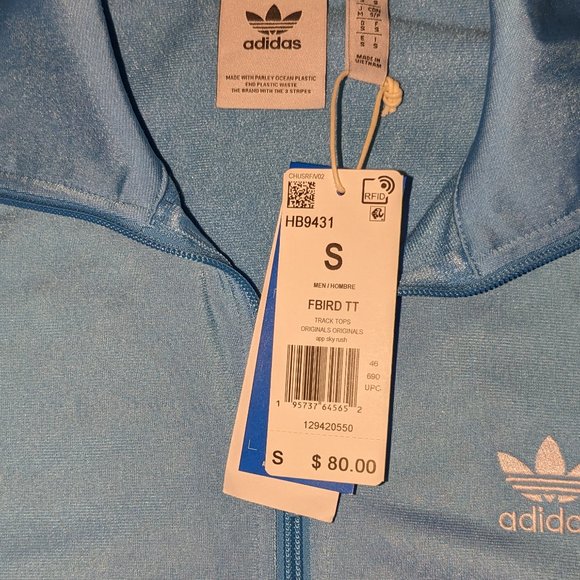 adidas
MADE WITH PARLEY OCEAN PLASTIC
END PLASTIC WASTE
THE BRAND WITH THE 3 STRIPES
MADE IN
VIETNAM
CHUSRF/V02
RFID
HB9431
S
MEN / HOMBRE
FBIRD TT
TRACK TOPS
ORIGINALS ORIGINALS
app sky rush
46
690
UPC
1 95737 64565 2
129420550
S $ 80.00
adidas